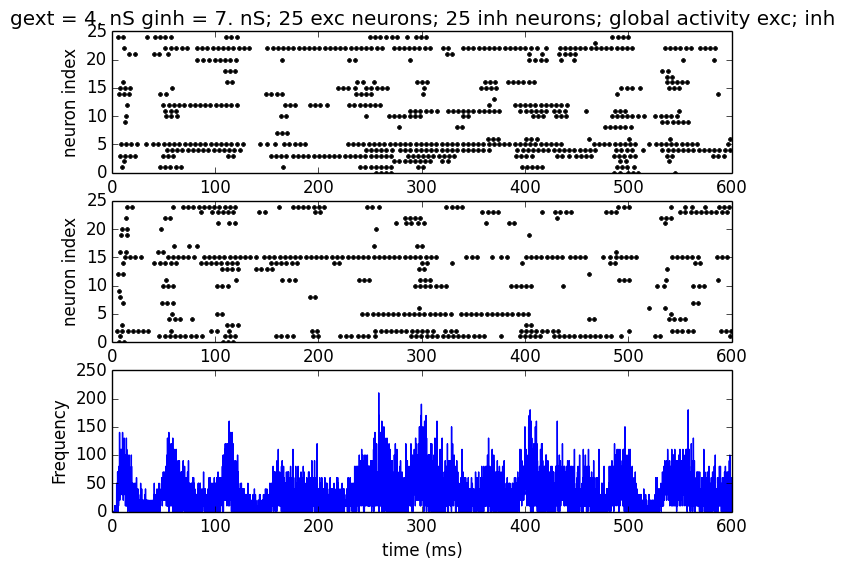 gext = 4. nS ginh = 7. nS; 25 exc neurons; 25 inh neurons; global activity exc; inh
25
20
15
10
5
0
neuron index
0 100 200 300 400 500 600
25
20
15
10
5
0
neuron index
0 100 200 300 400 500 600
250
200
150
100
50
0
Frequency
0 100 200 300 400 500 600
time (ms)